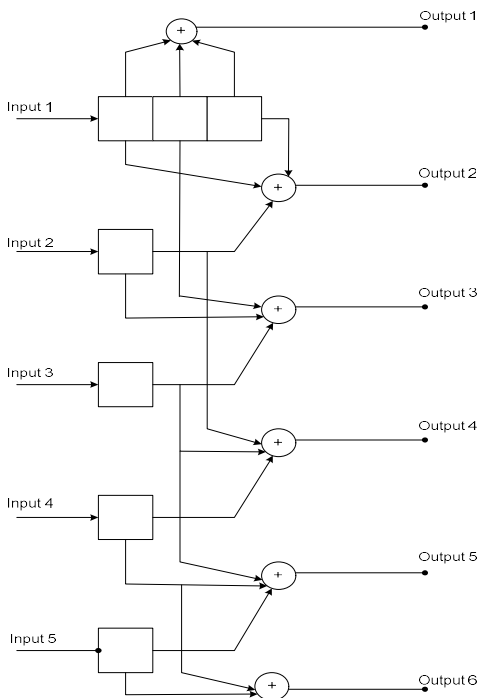 Output 1
+
Input 1
Output 2
+
Input 2
Output 3
+
Input 3
Output 4
+
Input 4
Output 5
+
Input 5
Output 6
+